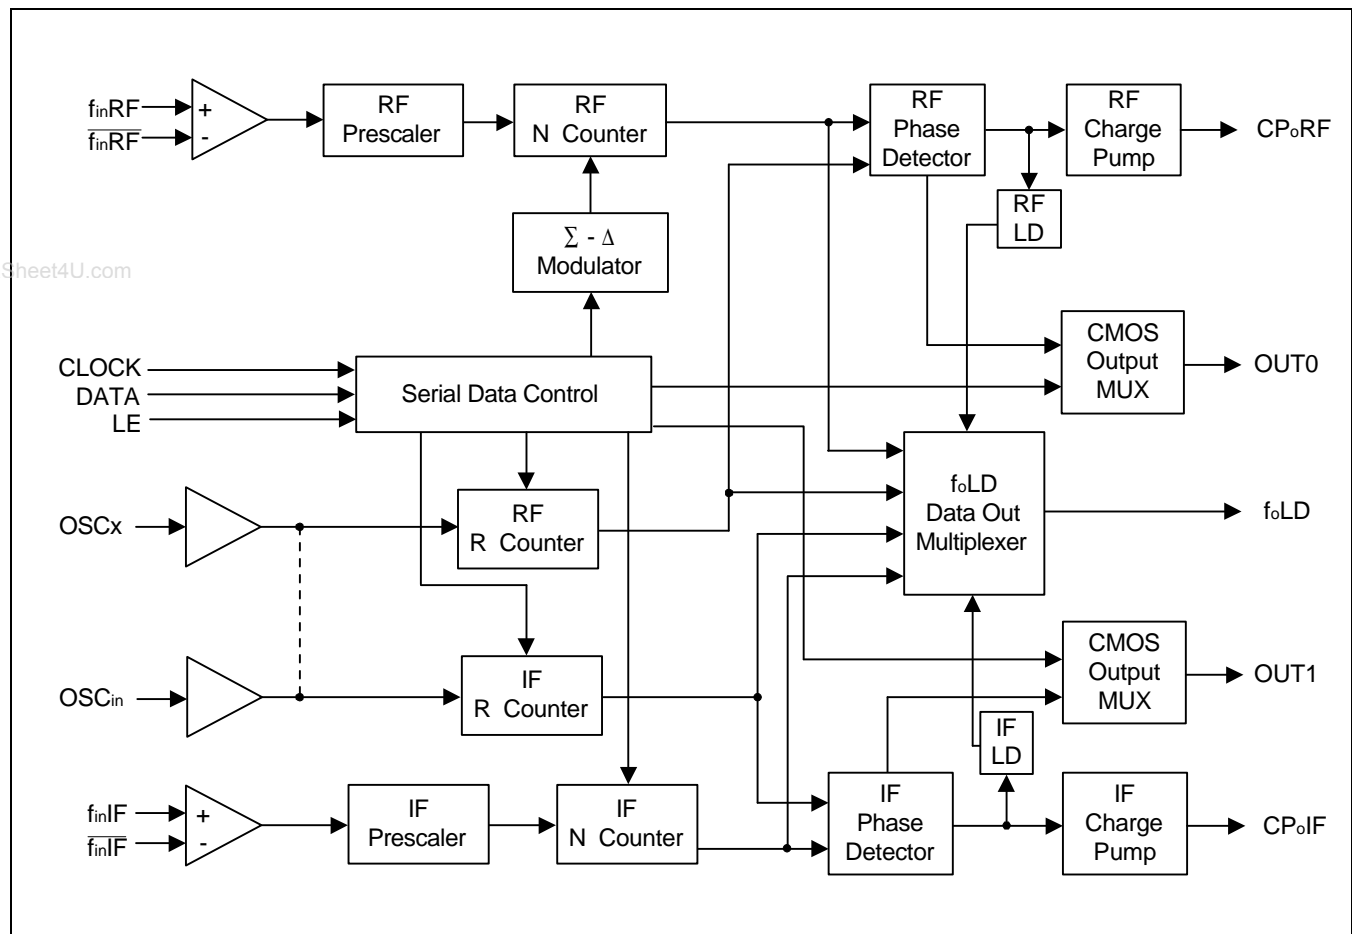 finRF
finRF
+
-
RF
Prescaler
RF
N Counter
RF
Phase
Detector
RF
Charge
Pump
CPoRF
RF
LD
Σ - Δ
Modulator
Sheet4U.com
CLOCK
DATA
LE
Serial Data Control
CMOS
Output
MUX
OUT0
OSCx
RF
R Counter
foLD
Data Out
Multiplexer
foLD
OSCin
IF
R Counter
CMOS
Output
MUX
OUT1
IF
LD
finIF
finIF
+
-
IF
Prescaler
IF
N Counter
IF
Phase
Detector
IF
Charge
Pump
CPoIF